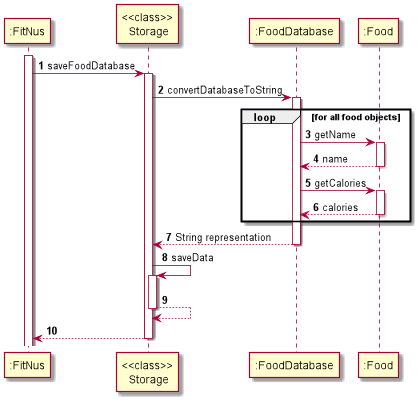 :FitNus
<<class>>
Storage
:FoodDatabase
:Food
1 saveFoodDatabase
2 convertDatabaseToString
loop
[for all food objects]
3 getName
4 name
5 getCalories
6 calories
7 String representation
8 saveData
9
10
:FitNus
<<class>>
Storage
:FoodDatabase
:Food